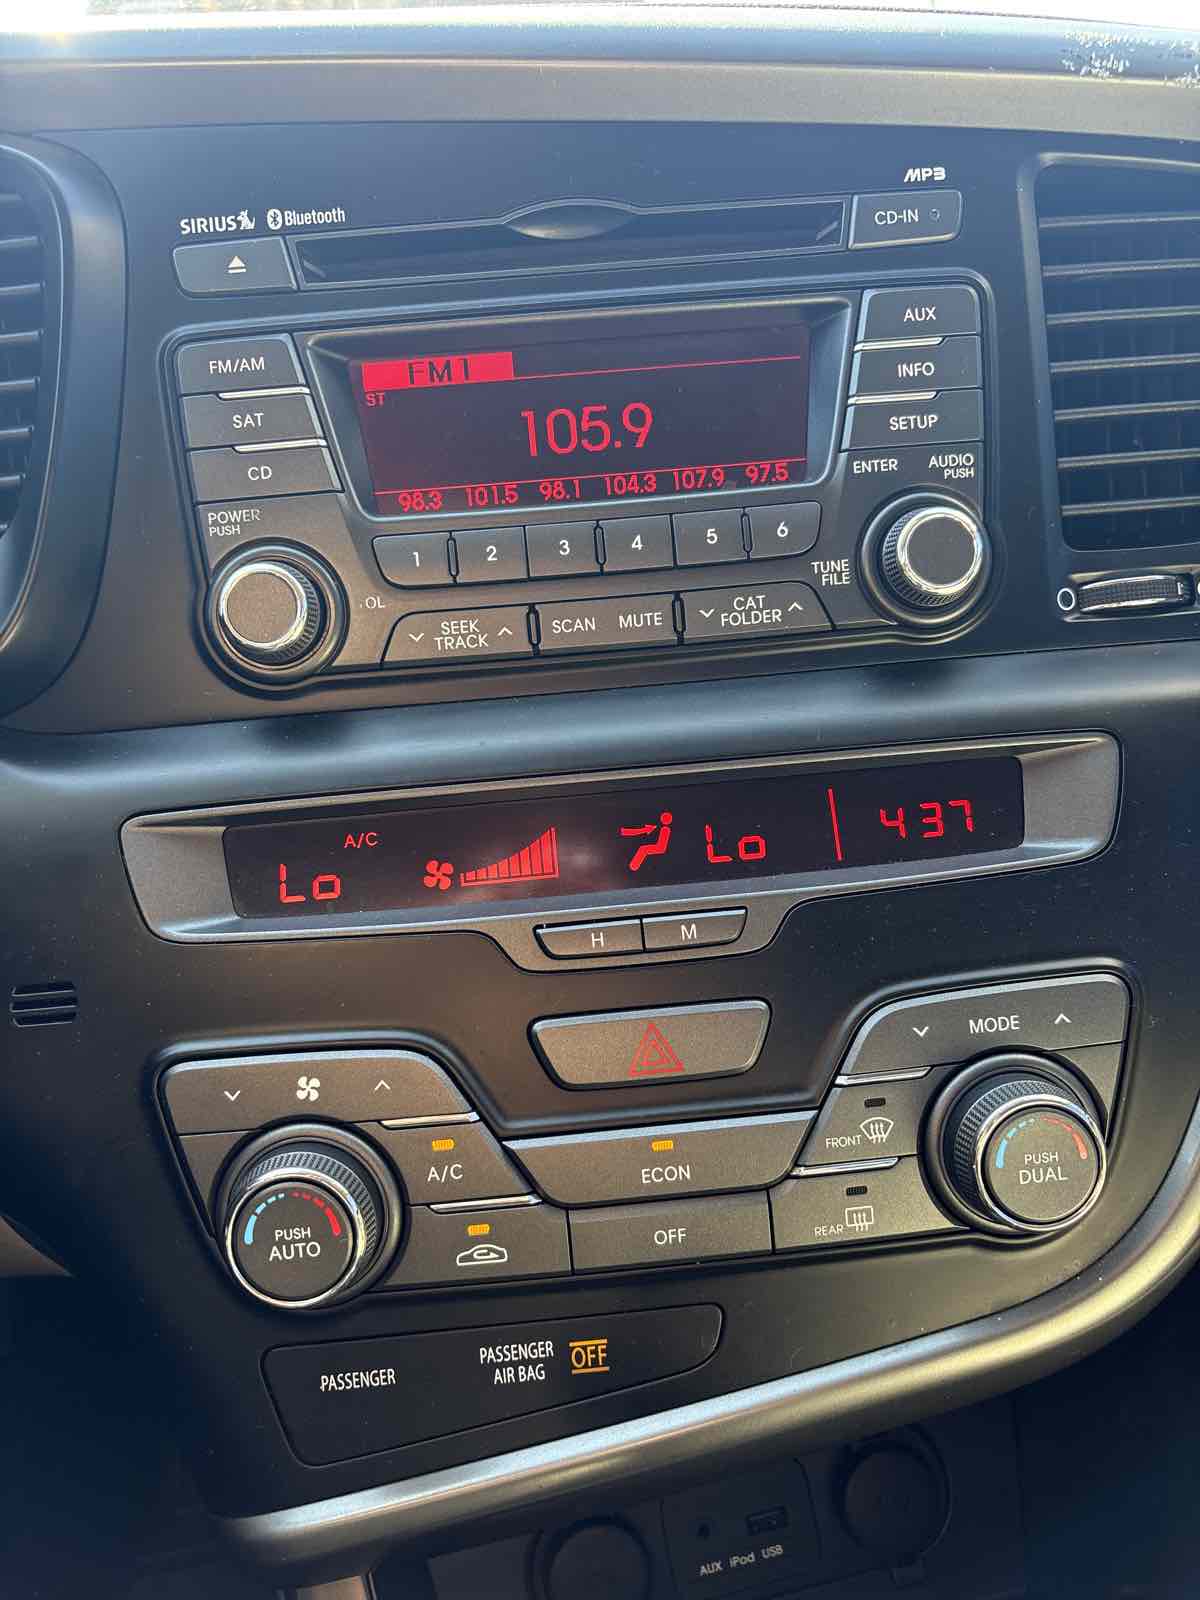 MP3
SIRIUS Bluetooth
CD-IN
FM/AM
SAT
CD
FM1
ST
105.9
98.3 101.5 98.1 104.3 107.9 97.5
AUX
INFO
SETUP
ENTER
AUDIO
PUSH
POWER
PUSH
OL
1 2 3 4 5 6
TUNE
FILE
SEEK
TRACK
SCAN MUTE
CAT
FOLDER
A/C
Lo
Lo
437
H M
MODE
A/C
ECON
FRONT
PUSH
AUTO
OFF
REAR
PUSH
DUAL
PASSENGER
PASSENGER
AIR BAG
OFF
AUX iPod USB